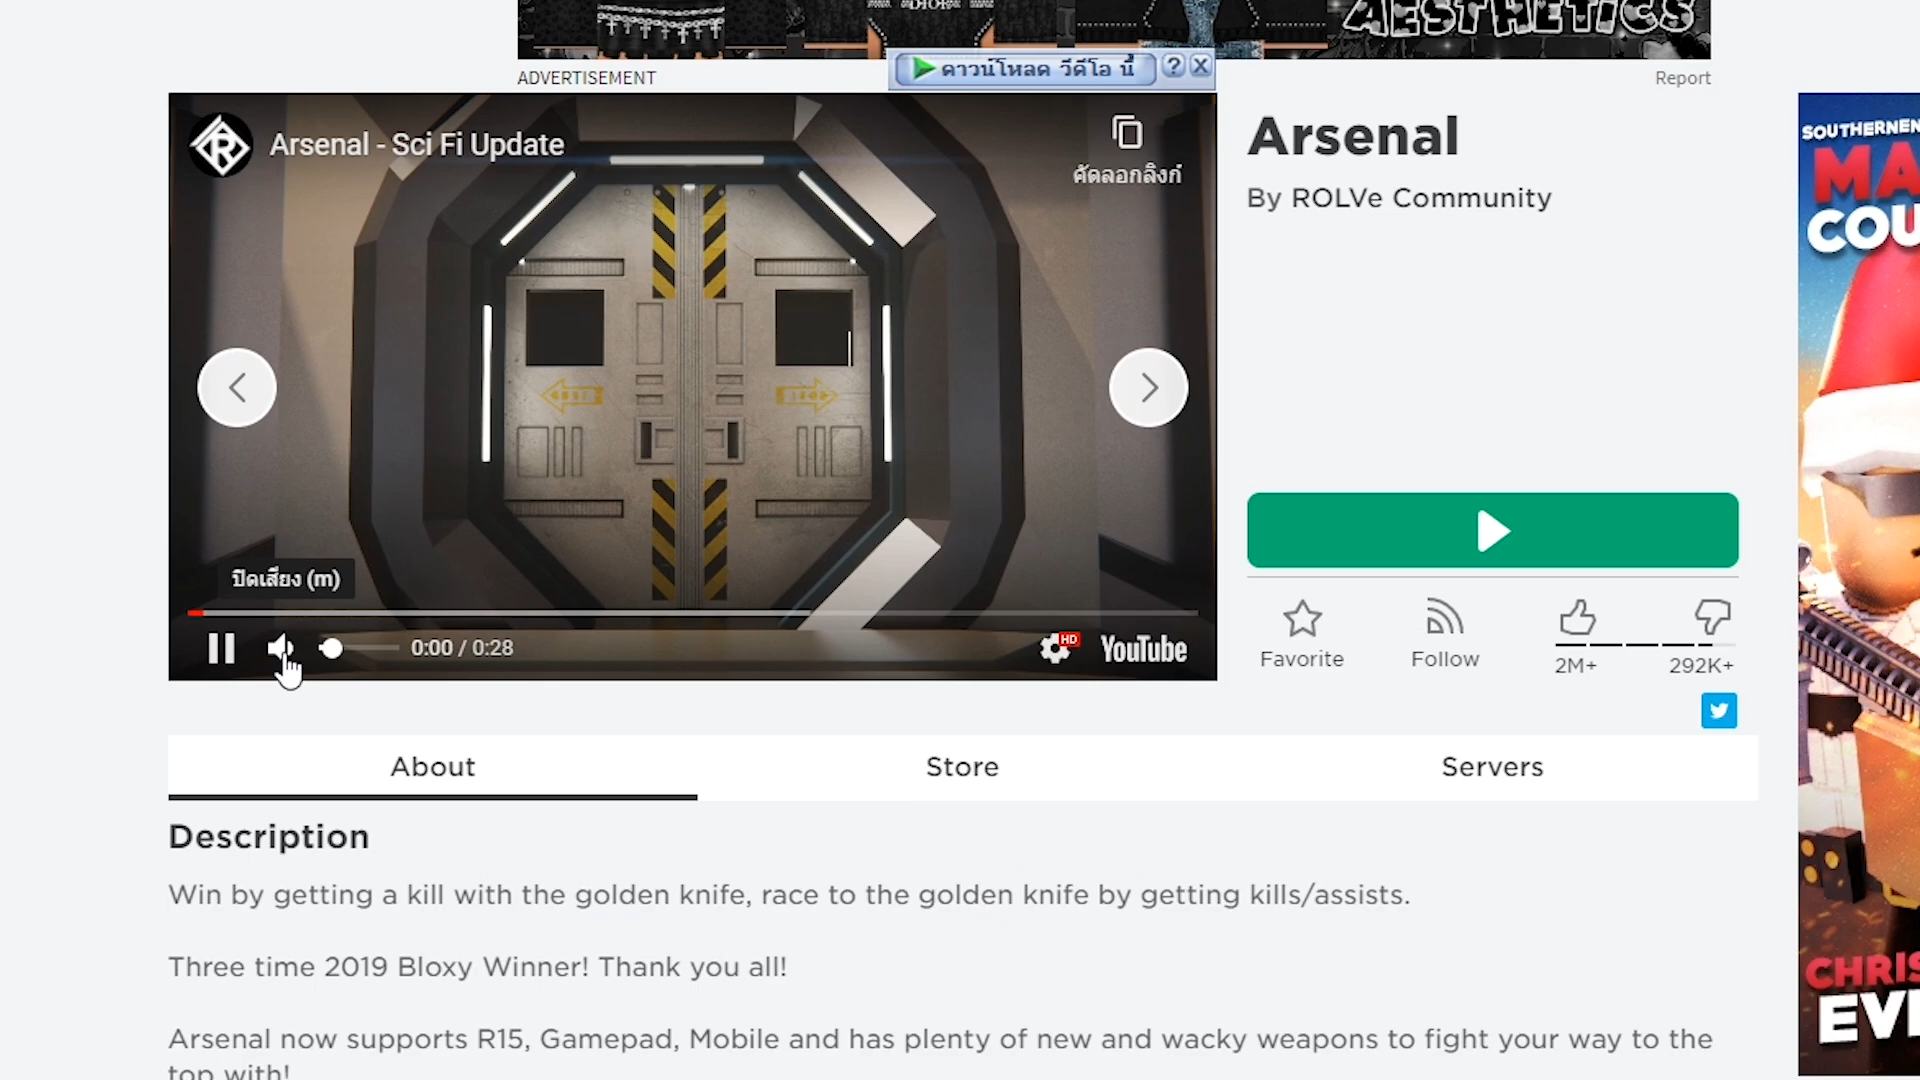 DIOR
AESTHETICS
ADVERTISEMENT
ดาวน์โหลด วีดีโอ นี้
?
X
Report
Arsenal - Sci Fi Update
คัดลอกลิงก์
Arsenal
By ROLVe Community
ปิดเสียง (m)
0:00 / 0:28
HD
YouTube
Favorite
Follow
2M+
292K+
About
Store
Servers
Description
Win by getting a kill with the golden knife, race to the golden knife by getting kills/assists.
Three time 2019 Bloxy Winner! Thank you all!
Arsenal now supports R15, Gamepad, Mobile and has plenty of new and wacky weapons to fight your way to the
top with!
SOUTHERNEN
MA
COU
CHRIS
EVE